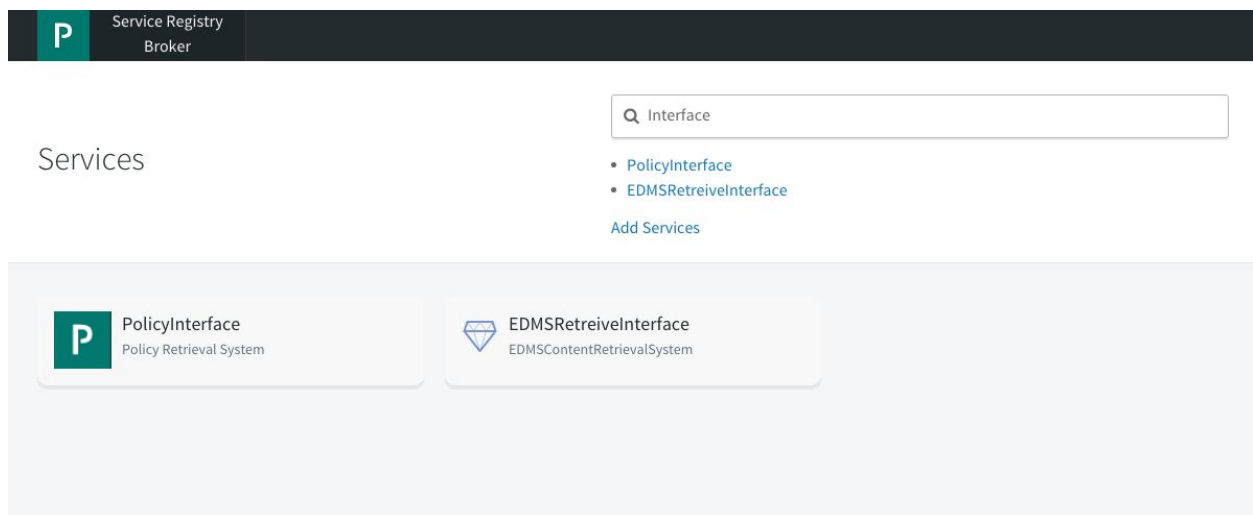 P
Service Registry
Broker
Services
Interface
PolicyInterface
EDMSRetreiveInterface
Add Services
P
PolicyInterface
Policy Retrieval System
EDMSRetreiveInterface
EDMSContentRetrievalSystem